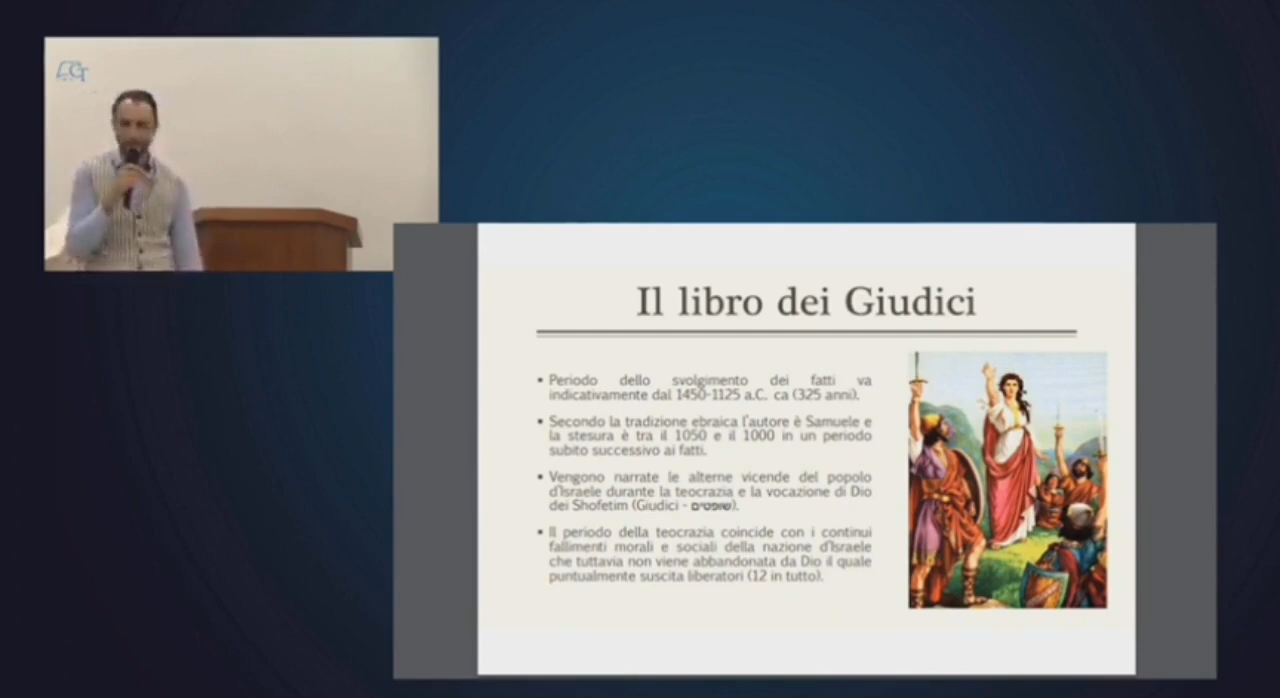 Il libro dei Giudici
▪ Periodo dello svolgimento dei fatti va
indicativamente dal 1450-1125 a.C. ca (325 anni).
▪ Secondo la tradizione ebraica l'autore è Samuele e
la stesura è tra il 1050 e il 1000 in un periodo
subito successivo ai fatti.
▪ Vengono narrate le alterne vicende del popolo
d'Israele durante la teocrazia e la vocazione di Dio
dei Shofetim (Giudici - שופטים).
▪ Il periodo della teocrazia coincide con i continui
fallimenti morali e sociali della nazione d'Israele
che tuttavia non viene abbandonata da Dio il quale
puntualmente suscita liberatori (12 in tutto).